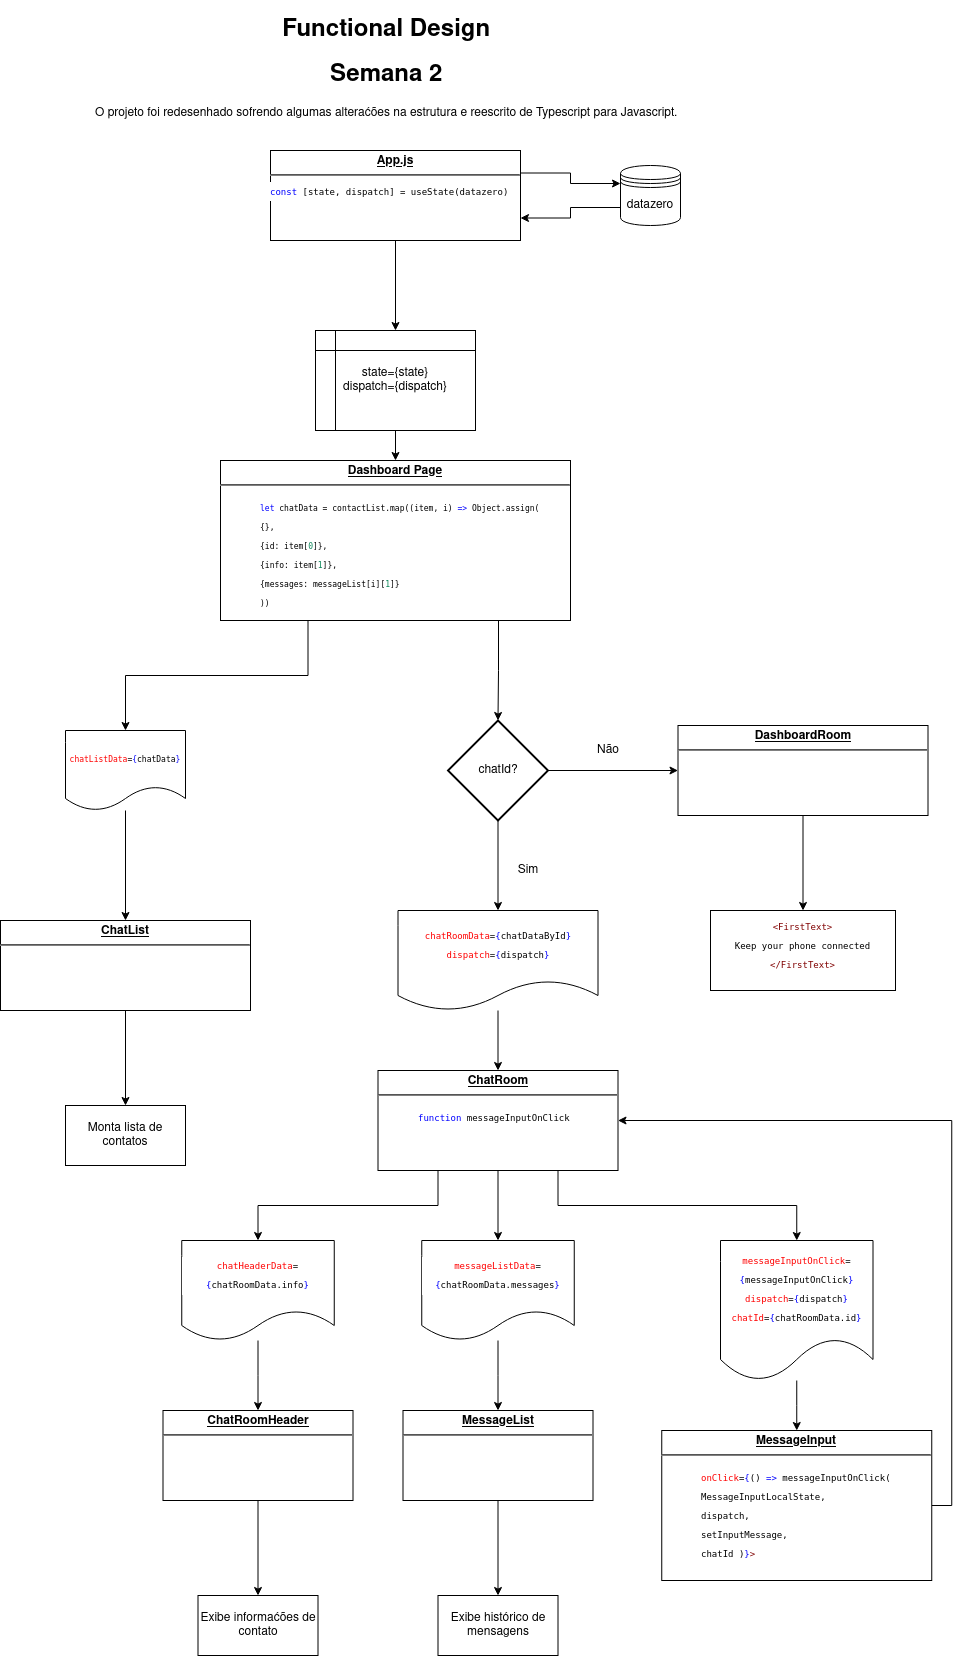 Functional Design
Semana 2
O projeto foi redesenhado sofrendo algumas alteraćões na estrutura e reescrito de Typescript para Javascript.
App.js
const [state, dispatch] = useState(datazero)
datazero
state={state}
dispatch={dispatch}
Dashboard Page
let chatData = contactList.map((item, i) => Object.assign(
{},
{id: item[0]},
{info: item[1]},
{messages: messageList[i][1]}
))
chatListData={chatData}
chatId?
Não
DashboardRoom
Sim
ChatList
chatRoomData={chatDataById}
dispatch={dispatch}
<FirstText>
Keep your phone connected
</FirstText>
ChatRoom
function messageInputOnClick
Monta lista de
contatos
chatHeaderData=
{chatRoomData.info}
messageListData=
{chatRoomData.messages}
messageInputOnClick=
{messageInputOnClick}
dispatch={dispatch}
chatId={chatRoomData.id}
ChatRoomHeader
MessageList
MessageInput
onClick={() => messageInputOnClick(
MessageInputLocalState,
dispatch,
setInputMessage,
chatId )}>
Exibe informaćões de
contato
Exibe histórico de
mensagens